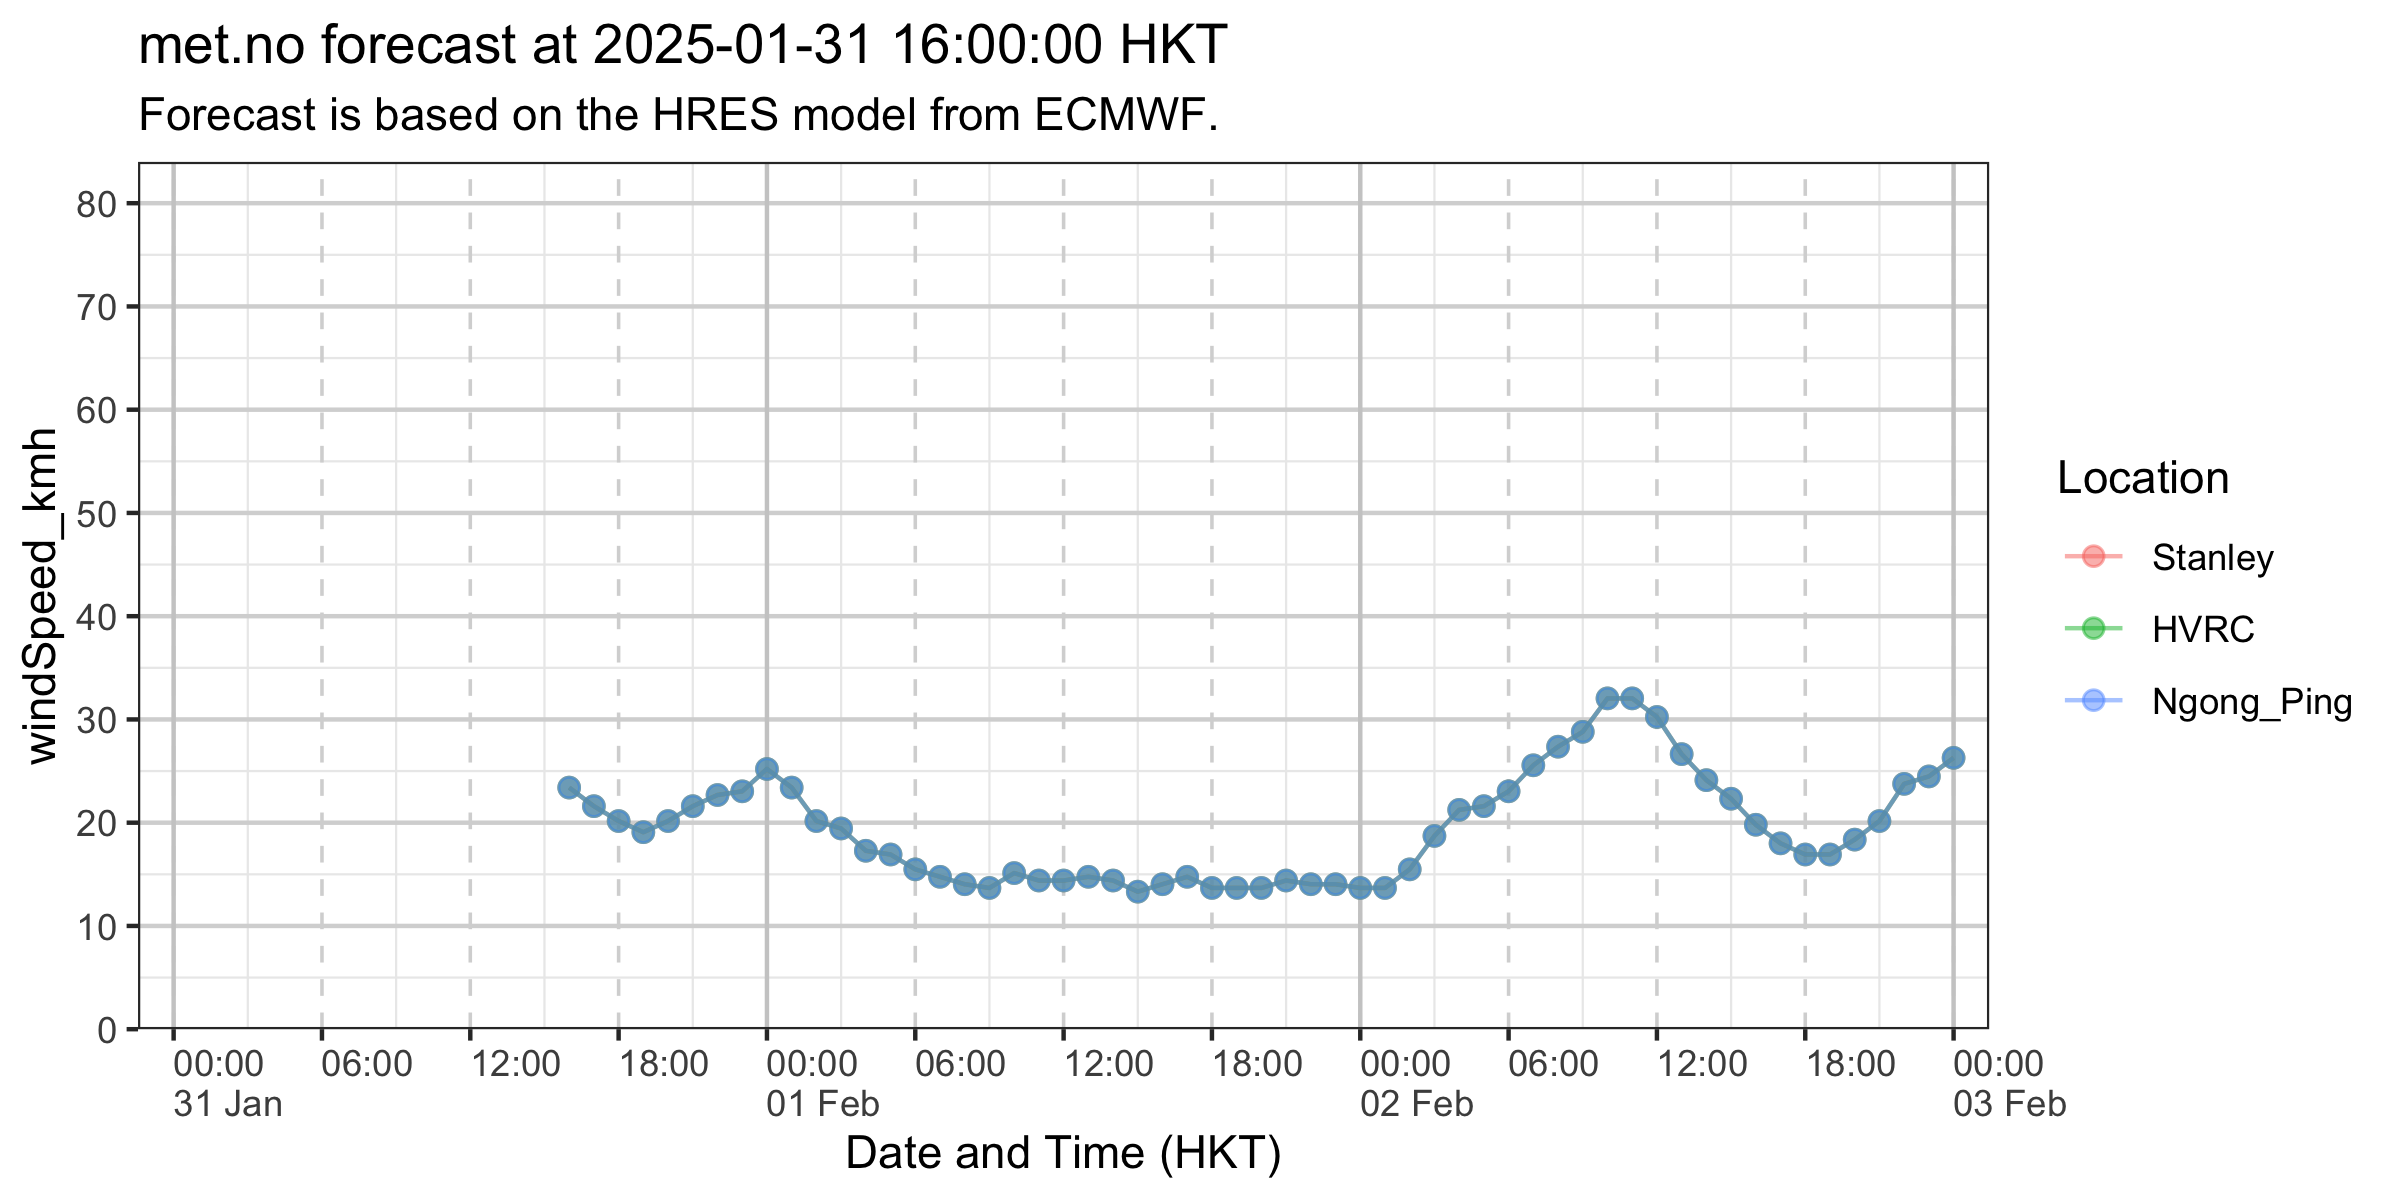 met.no forecast at 2025-01-31 16:00:00 HKT
Forecast is based on the HRES model from ECMWF.
windSpeed_kmh
80
70
60
50
40
30
20
10
0
00:00 06:00 12:00 18:00 00:00 06:00 12:00 18:00 00:00 06:00 12:00 18:00 00:00
31 Jan 01 Feb 02 Feb 03 Feb
Date and Time (HKT)
Location
Stanley
HVRC
Ngong_Ping